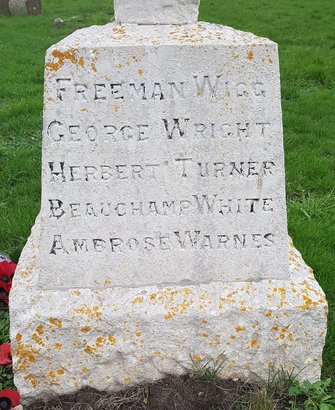 Freeman Wigg
George Wright
Herbert Turner
Beauchamp White
Ambrose Warnes